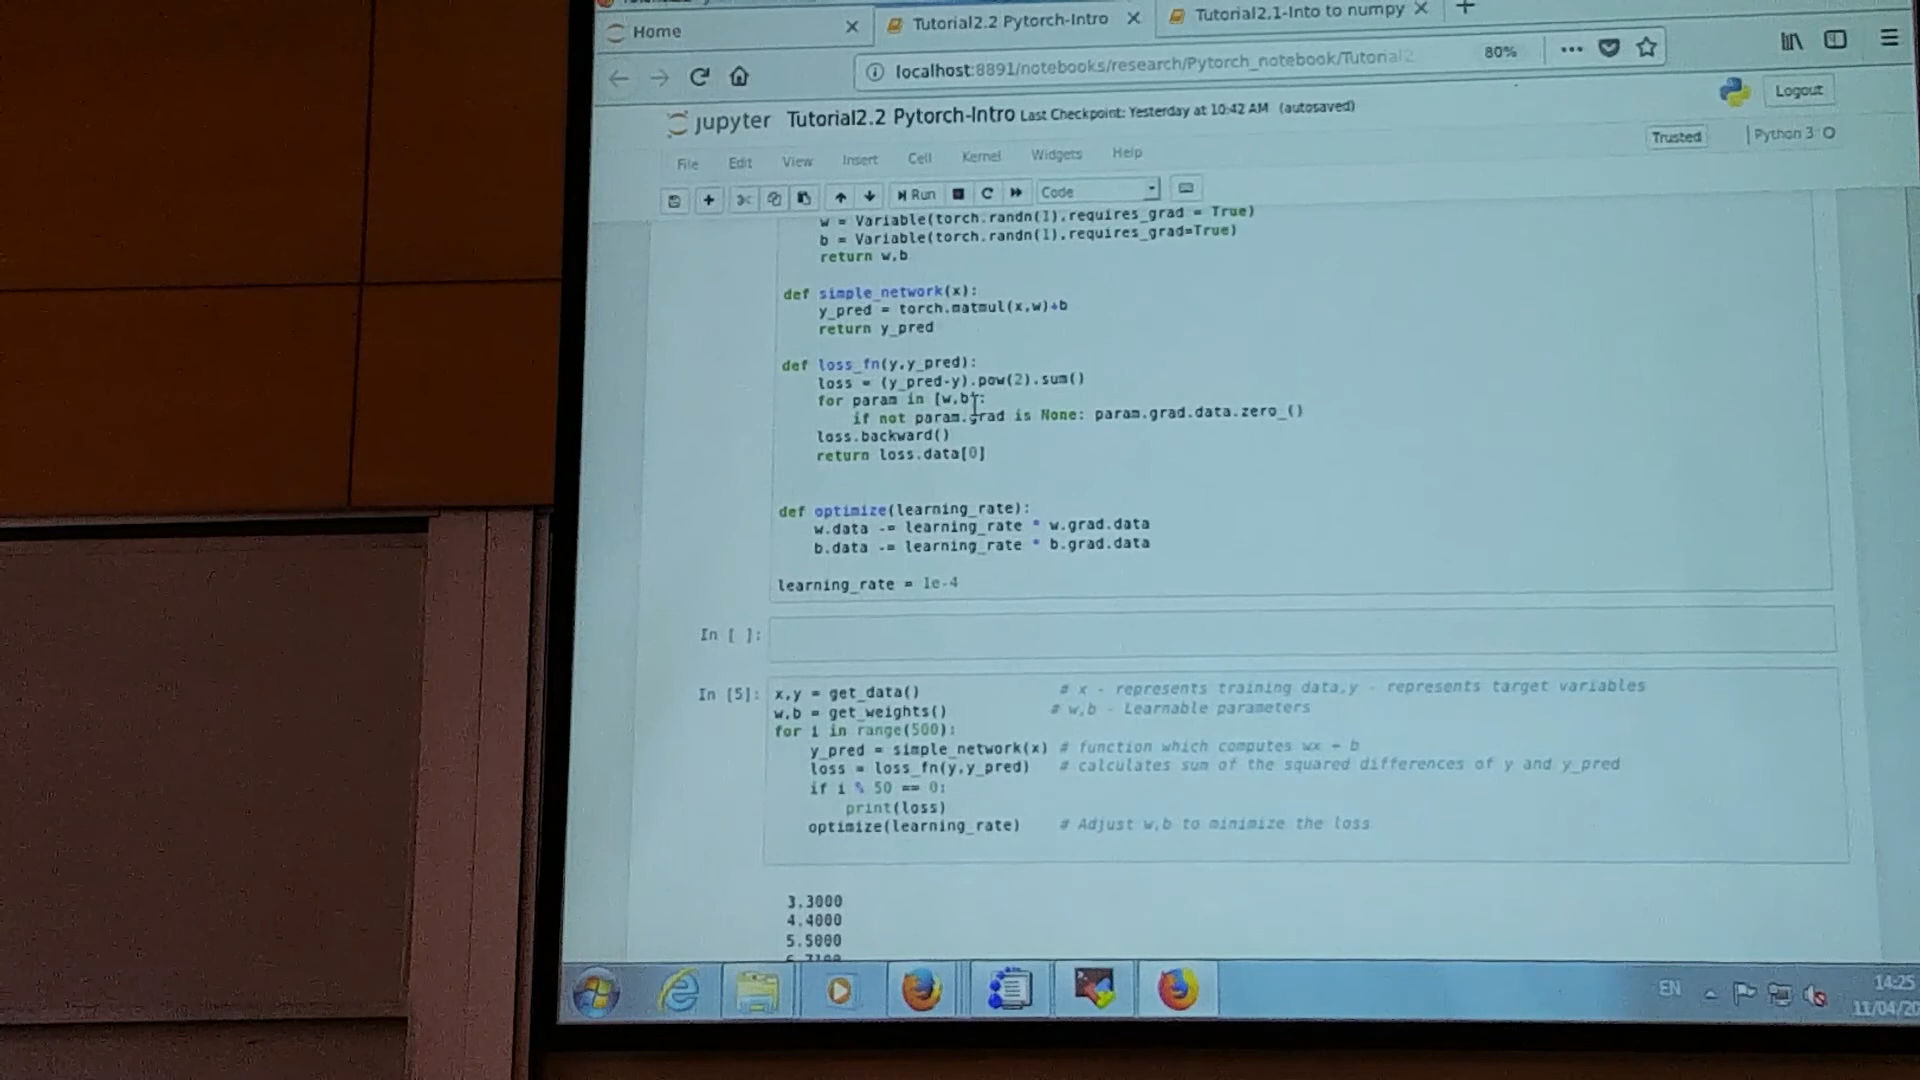 Home
Tutorial2.2 Pytorch-Intro
Tutorial2.1-Into to numpy
localhost:8891/notebooks/research/Pytorch_notebook/Tutorial2
80%
jupyter Tutorial2.2 Pytorch-Intro Last Checkpoint: Yesterday at 10:42 AM (autosaved)
Logout
File Edit View Insert Cell Kernel Widgets Help
Trusted
Python 3
Run
Code
w = Variable(torch.randn(1),requires_grad = True)
b = Variable(torch.randn(1),requires_grad=True)
return w,b
def simple_network(x):
y_pred = torch.matmul(x,w)+b
return y_pred
def loss_fn(y,y_pred):
loss = (y_pred-y).pow(2).sum()
for param in [w,b]:
if not param.grad is None: param.grad.data.zero_()
loss.backward()
return loss.data[0]
def optimize(learning_rate):
w.data -= learning_rate * w.grad.data
b.data -= learning_rate * b.grad.data
learning_rate = 1e-4
In [ ]:
In [5]: x,y = get_data() # x - represents training data,y - represents target variables
w,b = get_weights() # w,b - Learnable parameters
for i in range(500):
y_pred = simple_network(x) # function which computes wx + b
loss = loss_fn(y,y_pred) # calculates sum of the squared differences of y and y_pred
if i % 50 == 0:
print(loss)
optimize(learning_rate) # Adjust w,b to minimize the loss
3.3000
4.4000
5.5000
EN
14:25
11/04/20